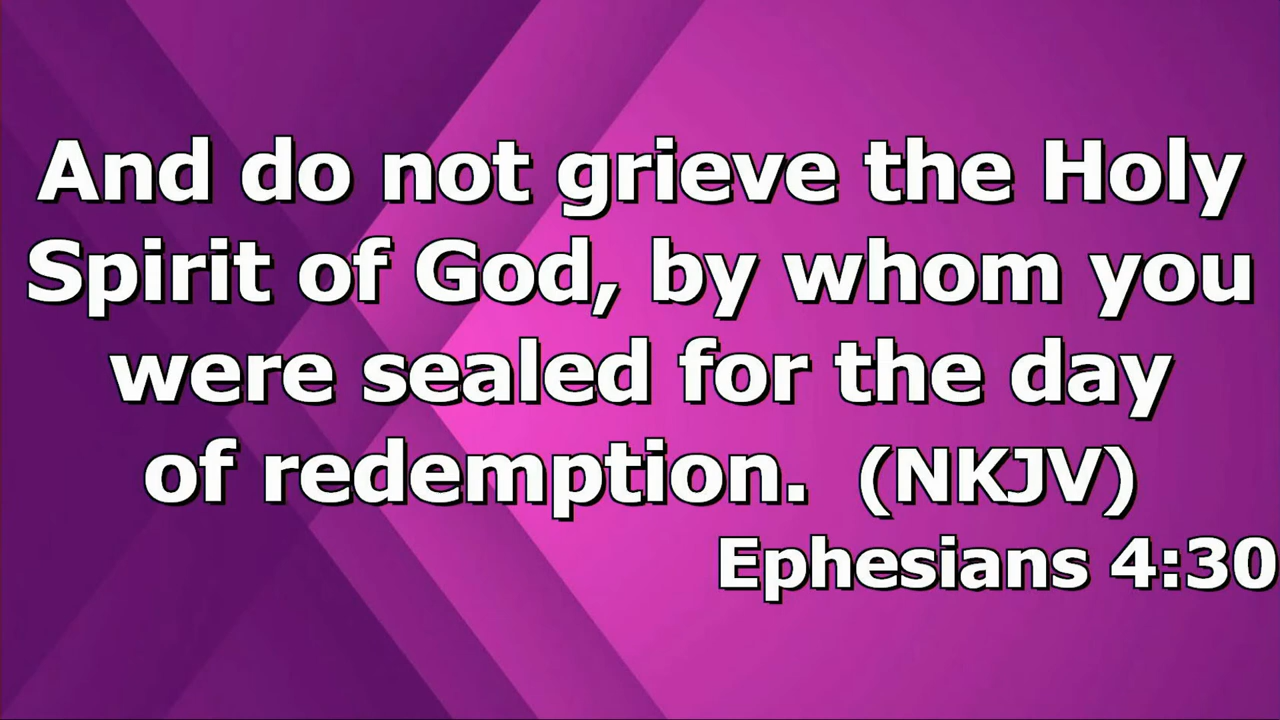 And do not grieve the Holy
Spirit of God, by whom you
were sealed for the day
of redemption.  (NKJV)
Ephesians 4:30